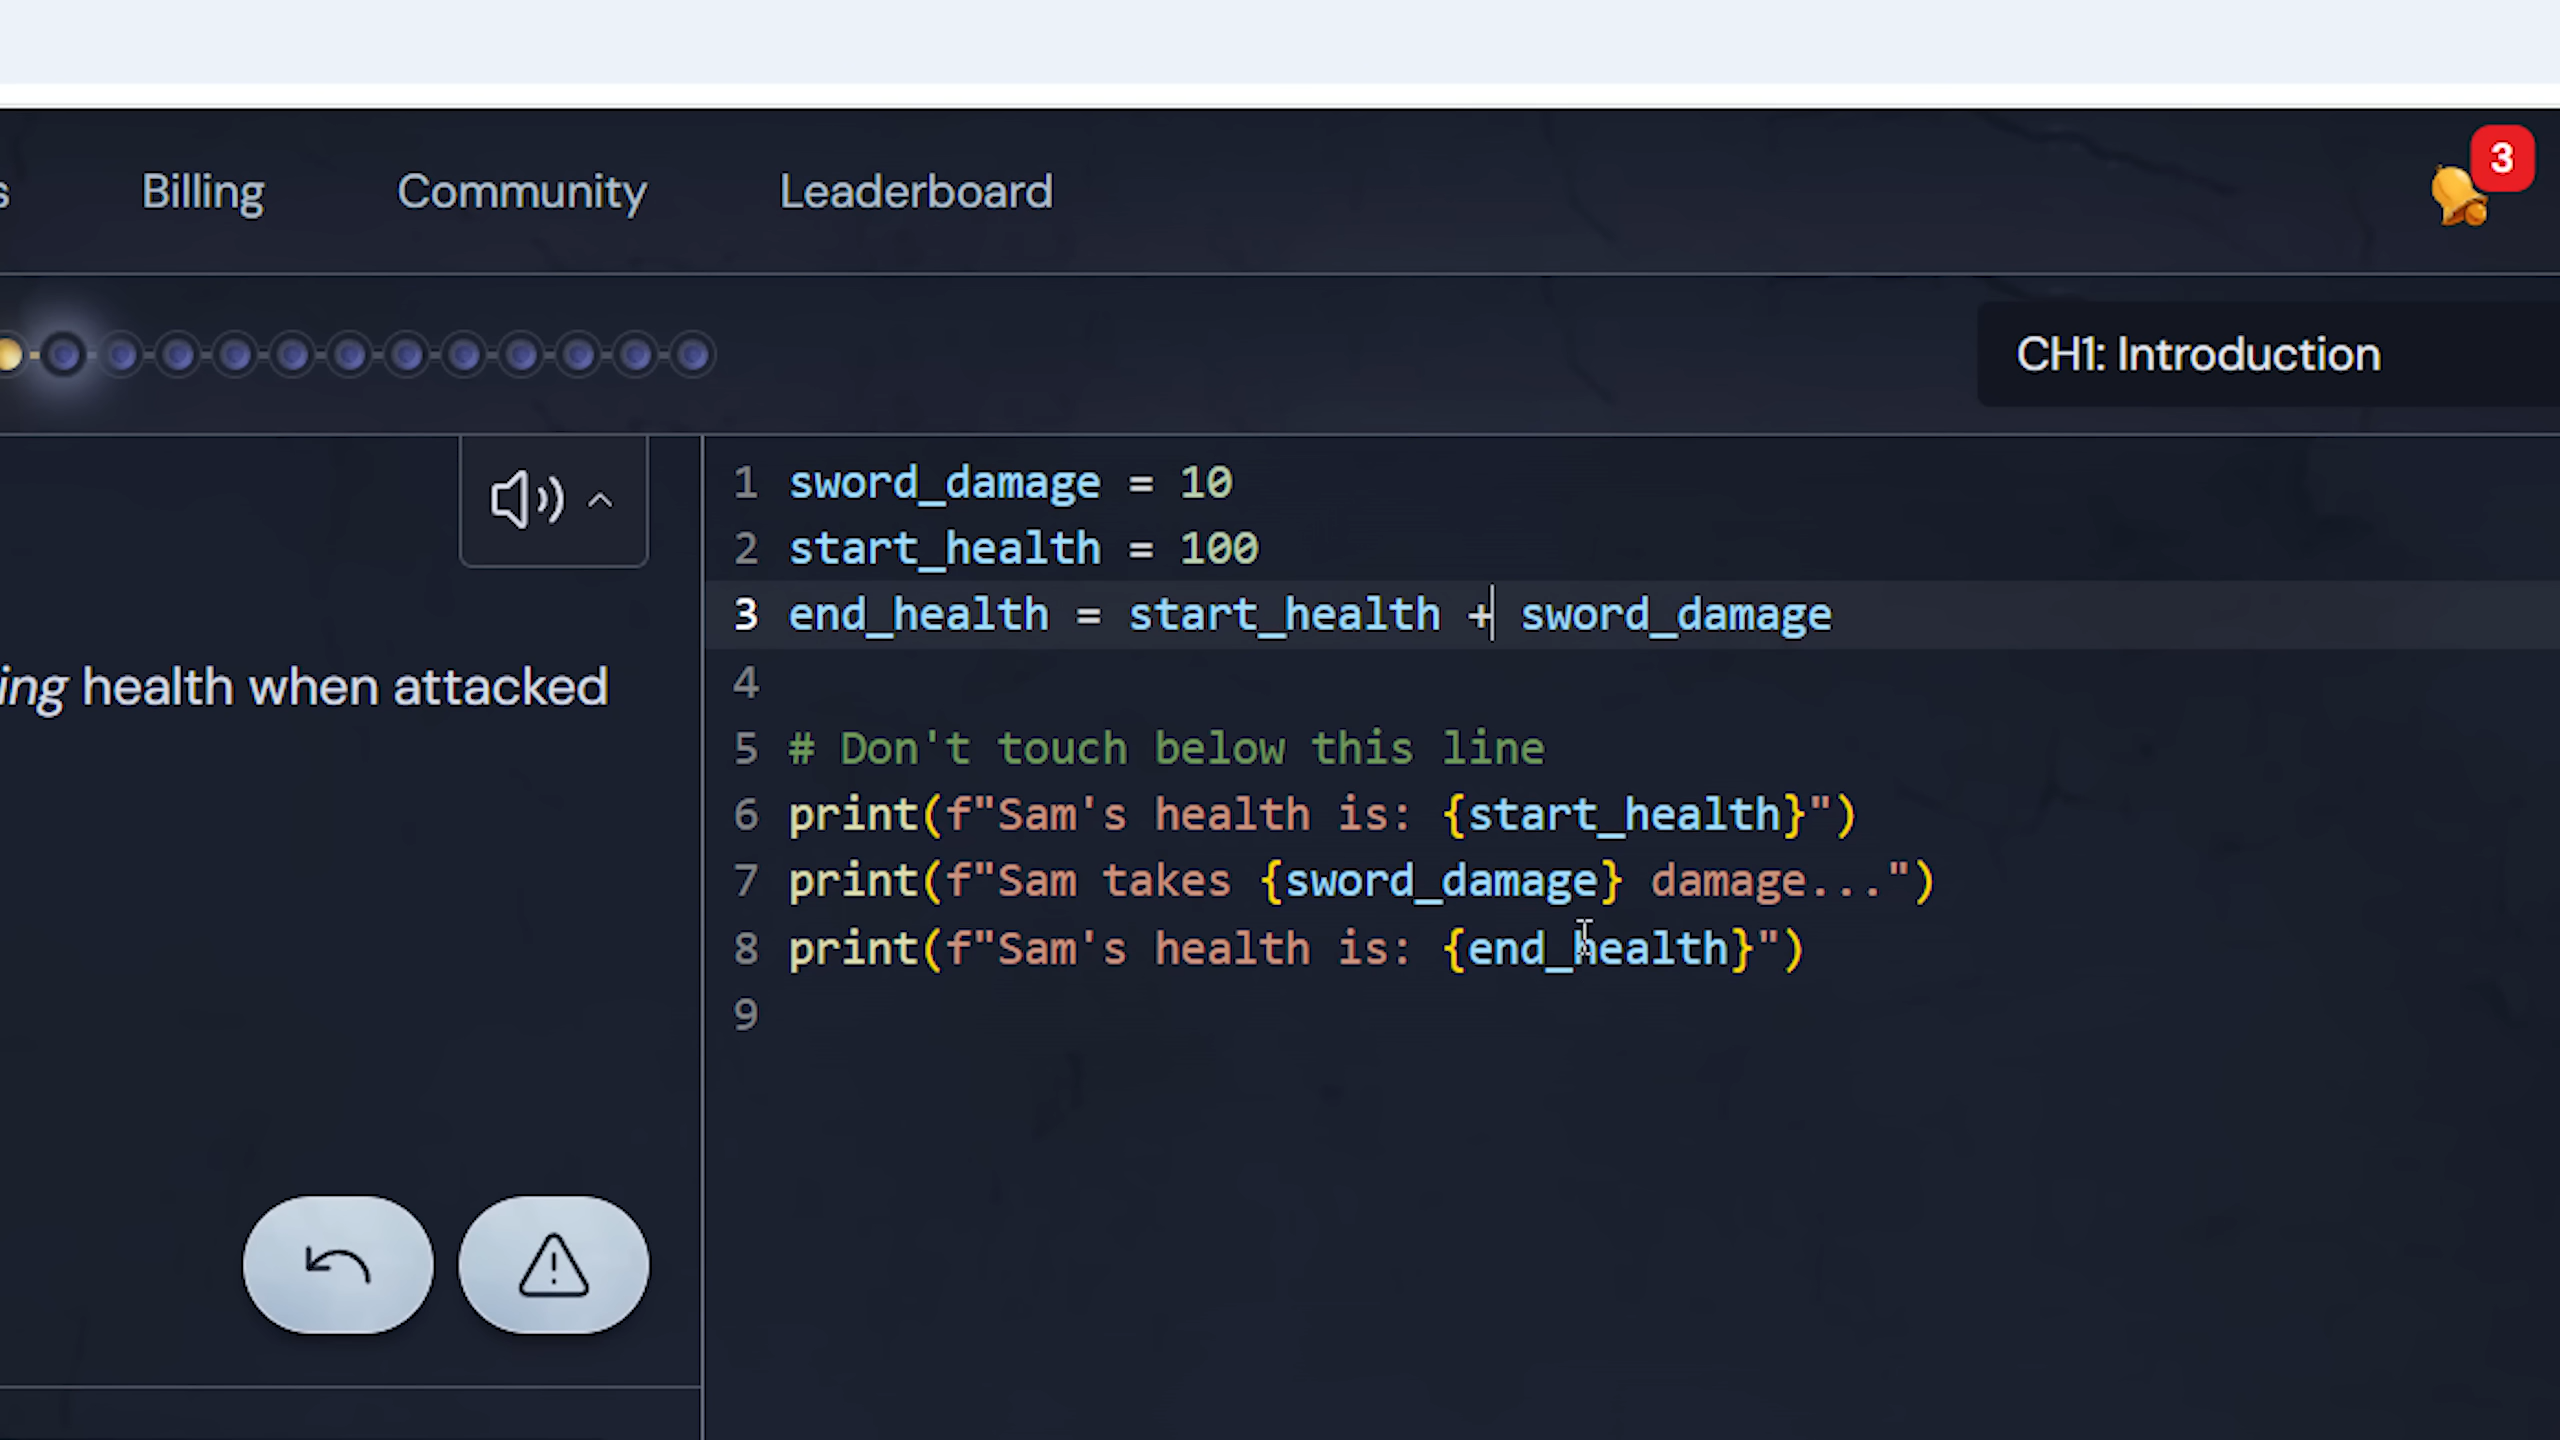 s Billing Community Leaderboard 3
CH1: Introduction
ing health when attacked
1 sword_damage = 10
2 start_health = 100
3 end_health = start_health + sword_damage
4
5 # Don't touch below this line
6 print(f"Sam's health is: {start_health}")
7 print(f"Sam takes {sword_damage} damage...")
8 print(f"Sam's health is: {end_health}")
9